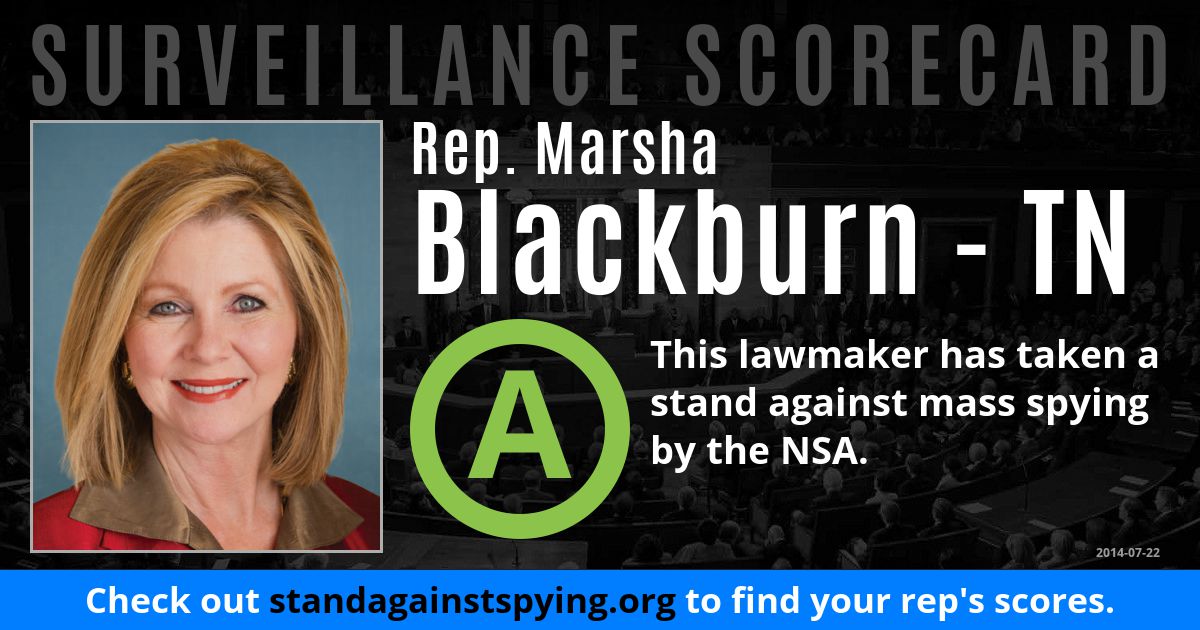 SURVEILLANCE SCORECARD
Rep. Marsha
Blackburn - TN
A
This lawmaker has taken a
stand against mass spying
by the NSA.
2014-07-22
Check out standagainstspying.org to find your rep's scores.